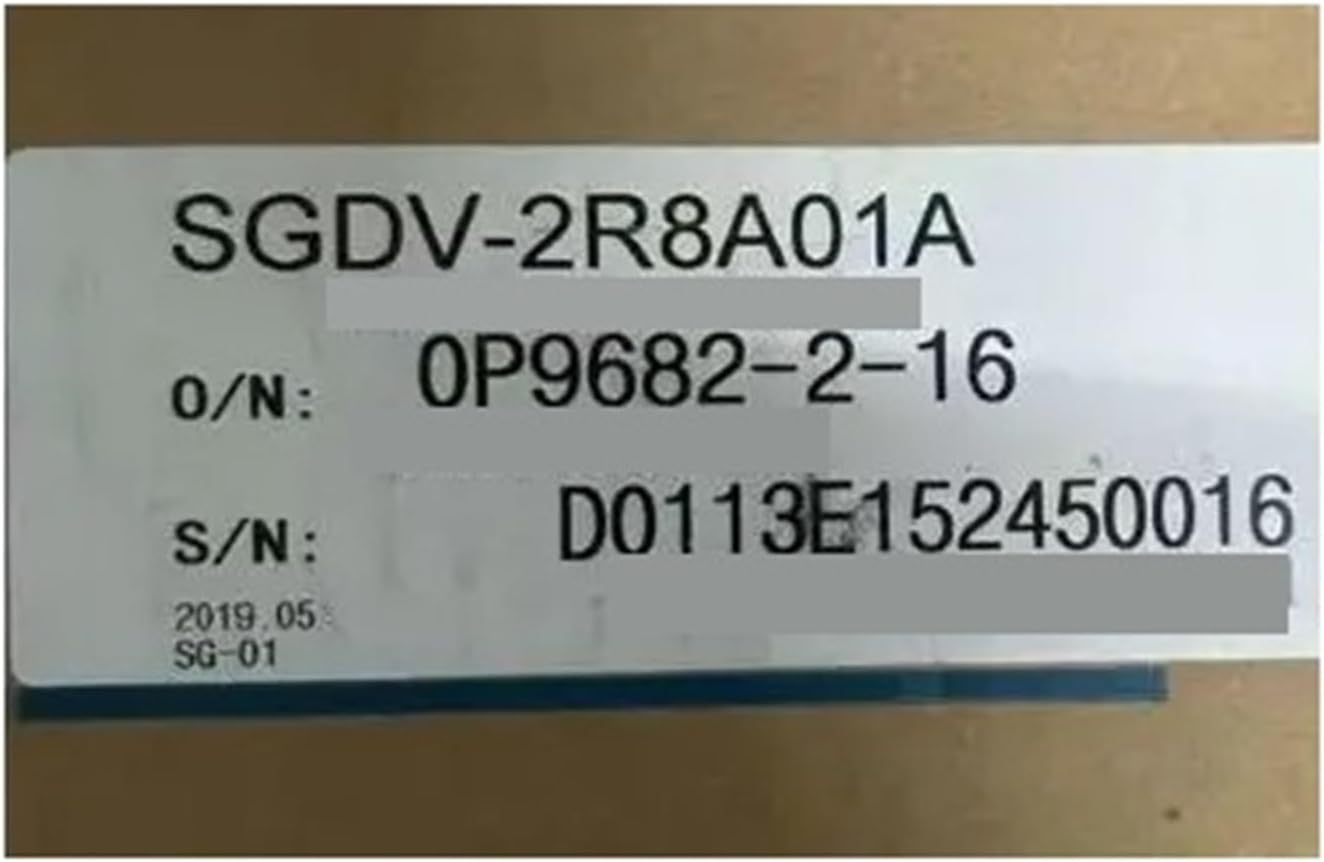 SGDV-2R8A01A
O/N: 0P9682-2-16
S/N: D0113E152450016
2019.05
SG-01